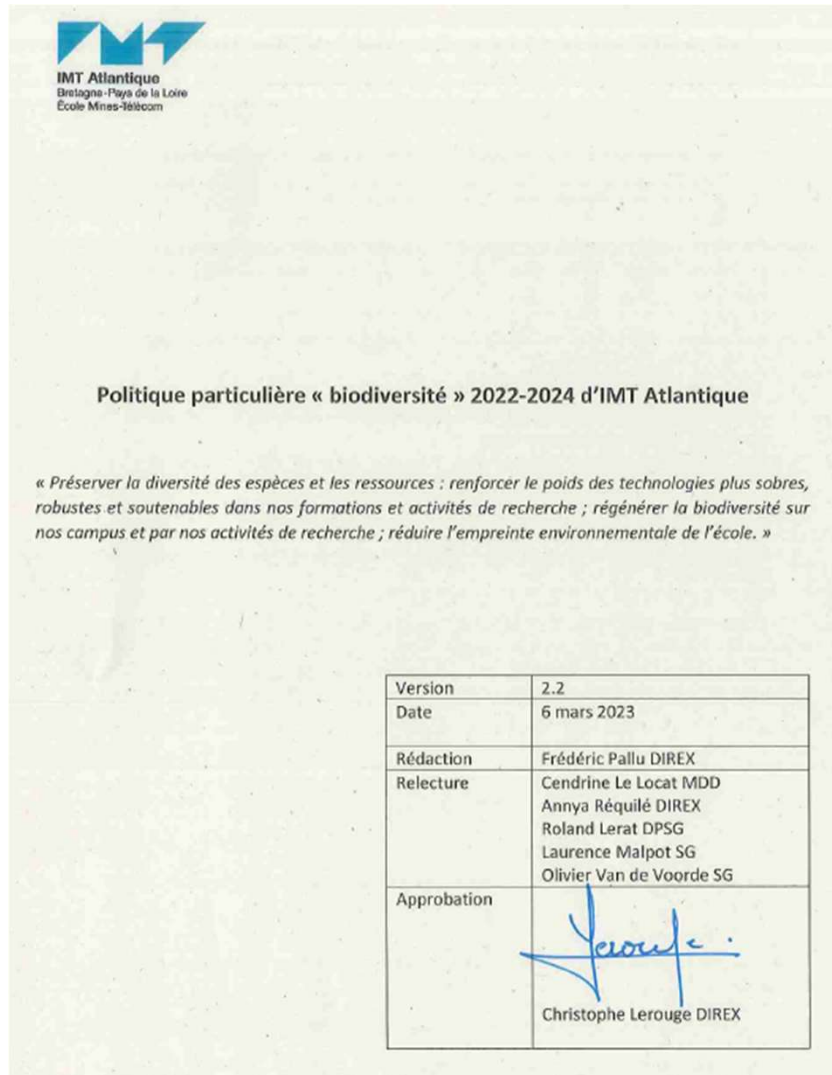 IMT Atlantique
Bretagne-Pays de la Loire
École Mines-Télécom
Politique particulière « biodiversité » 2022-2024 d’IMT Atlantique
« Préserver la diversité des espèces et les ressources : renforcer le poids des technologies plus sobres,
robustes et soutenables dans nos formations et activités de recherche ; régénérer la biodiversité sur
nos campus et par nos activités de recherche ; réduire l’empreinte environnementale de l’école. »
Version 2.2
Date 6 mars 2023
Rédaction Frédéric Pallu DIREX
Relecture Cendrine Le Locat MDD
Annya Réquilé DIREX
Roland Lerat DPSG
Laurence Malpot SG
Olivier Van de Voorde SG
Approbation
Christophe Lerouge DIREX